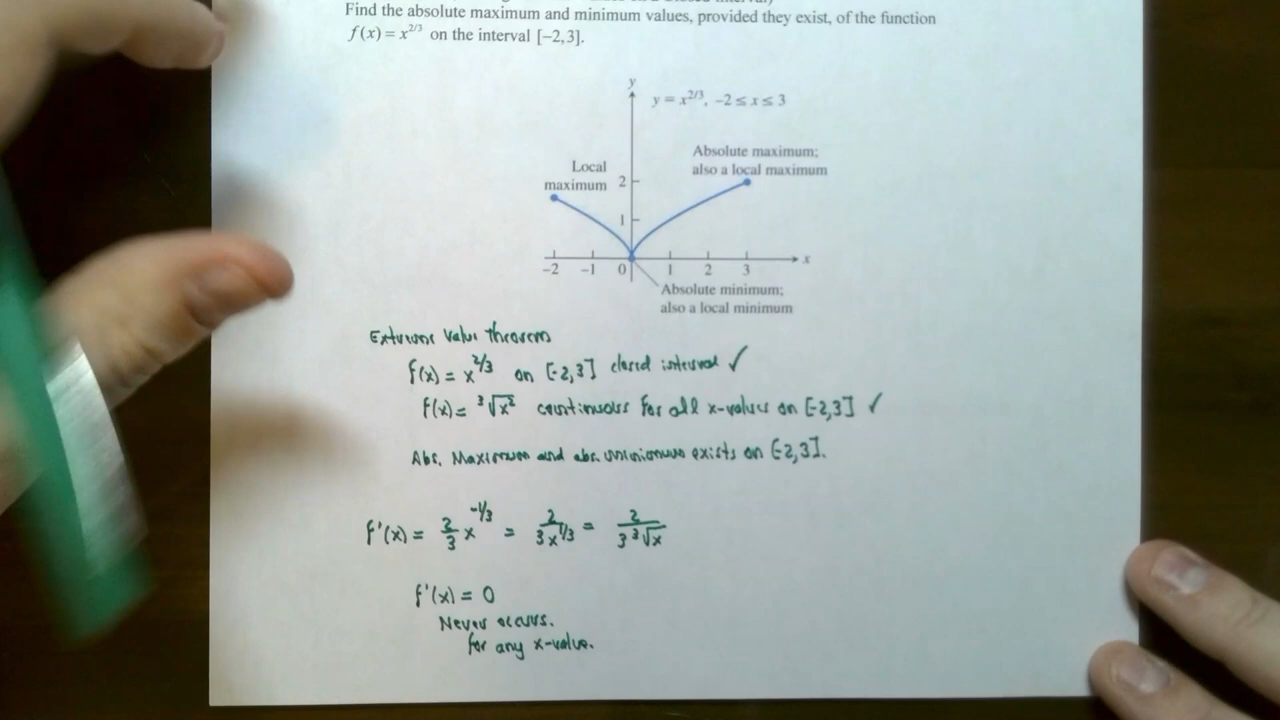 Find the absolute maximum and minimum values, provided they exist, of the function
f(x) = x^{2/3} on the interval [−2, 3].
y
y = x^{2/3}, −2 ≤ x ≤ 3
Absolute maximum;
also a local maximum
Local
maximum
2
1
−2 −1 0 1 2 3 x
Absolute minimum;
also a local minimum
Extreme Value Theorem
f(x) = x^{2/3} on [-2,3] closed interval ✓
f(x) = ³√x² continuous for all x-values on [-2,3] ✓
Abs. Maximum and abs. minimum exists on [-2,3].
f'(x) = 2/3 x^{-1/3} = 2/(3x^{1/3}) = 2/(3 ³√x)
f'(x) = 0
Never occurs.
for any x-value.